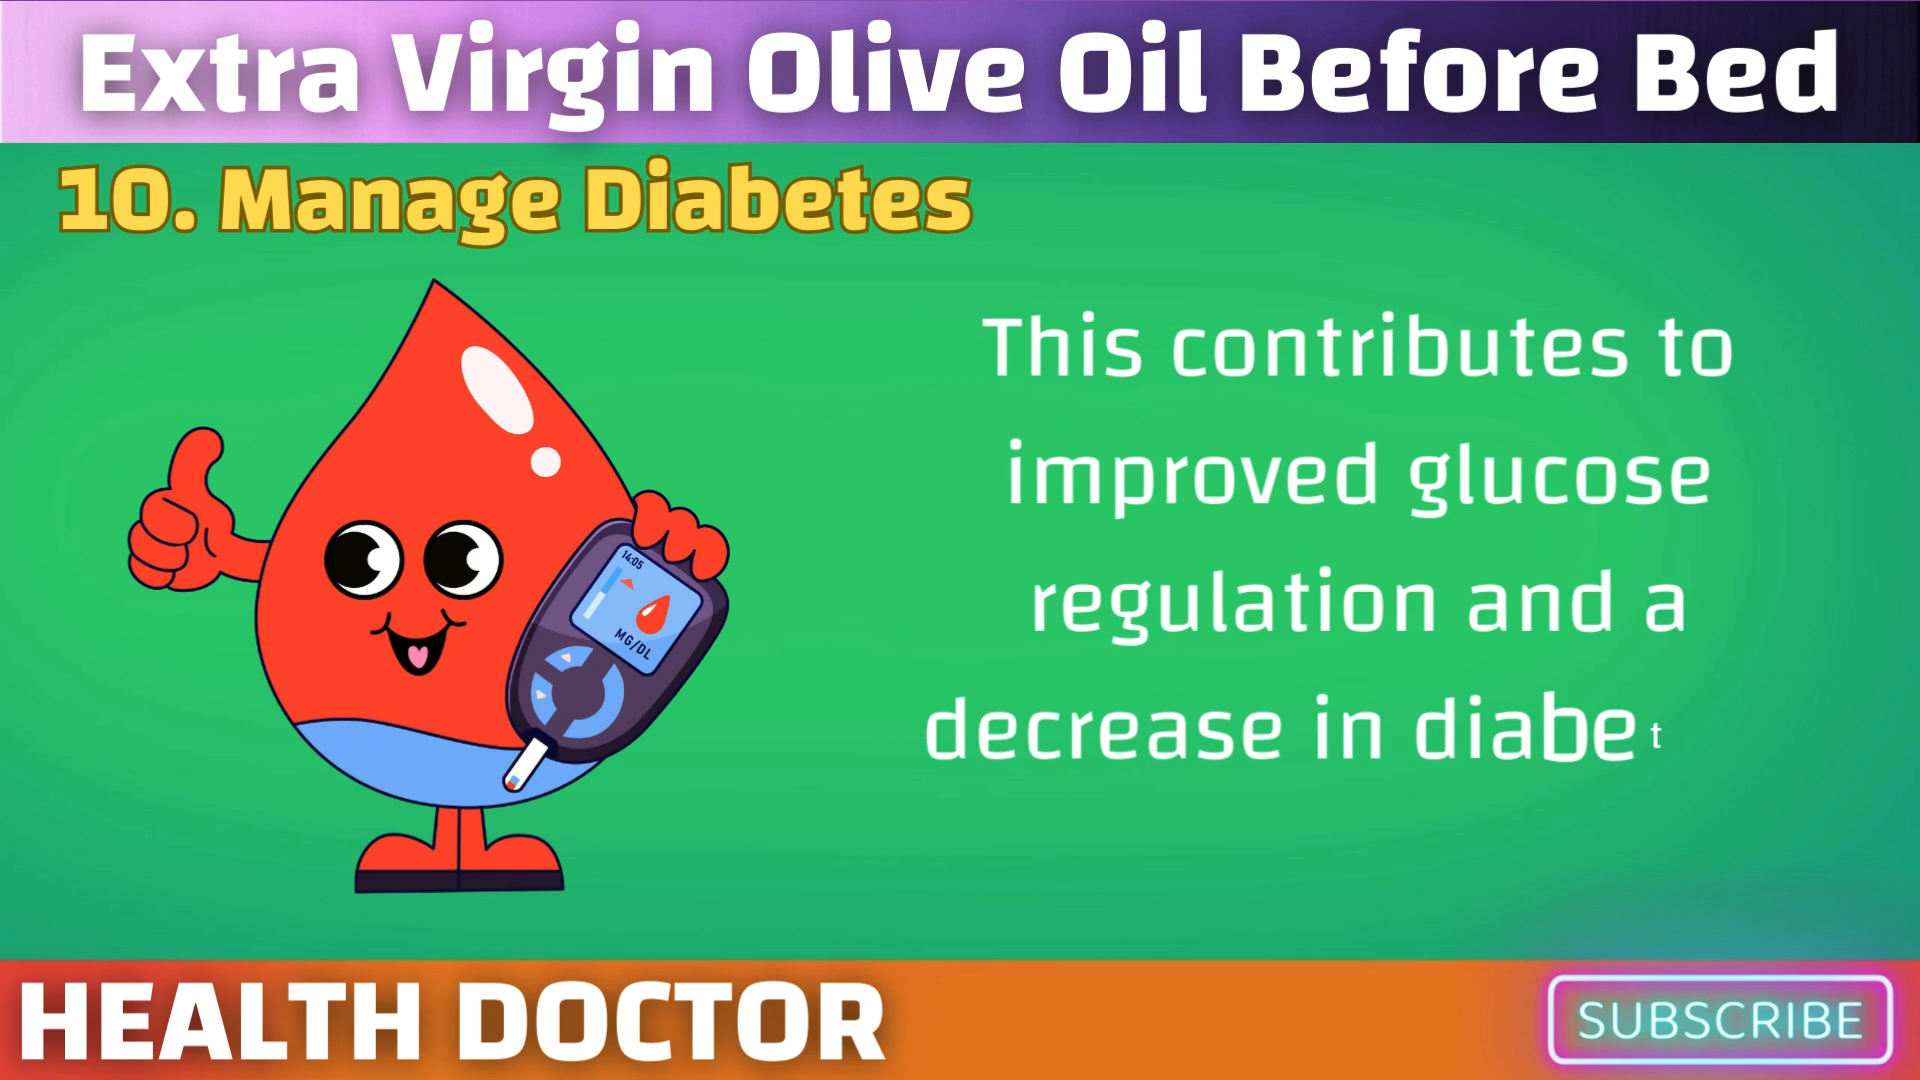 Extra Virgin Olive Oil Before Bed
10. Manage Diabetes
14:05
MG/DL
This contributes to
improved glucose
regulation and a
decrease in diabet
HEALTH DOCTOR
SUBSCRIBE